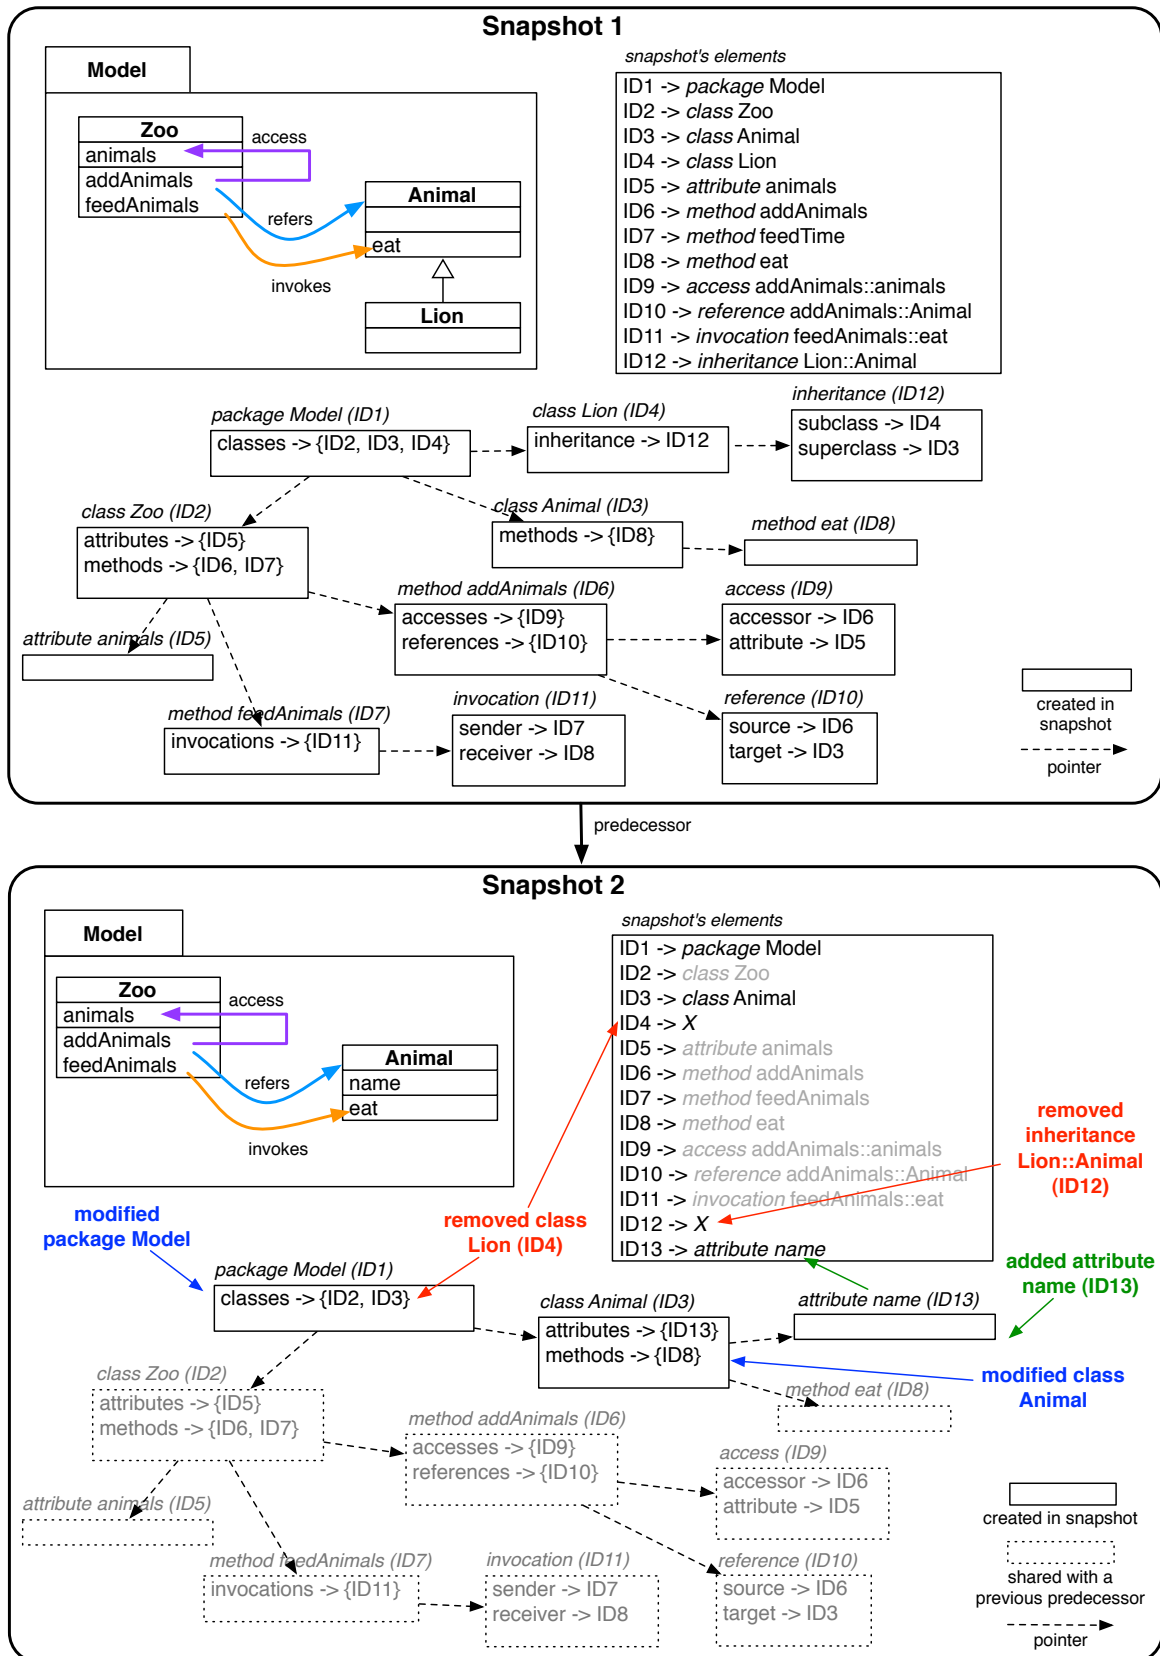 Snapshot 1
Model
Zoo
animals
addAnimals
feedAnimals
access
refers
invokes
Animal
eat
Lion
snapshot's elements
ID1 -> package Model
ID2 -> class Zoo
ID3 -> class Animal
ID4 -> class Lion
ID5 -> attribute animals
ID6 -> method addAnimals
ID7 -> method feedTime
ID8 -> method eat
ID9 -> access addAnimals::animals
ID10 -> reference addAnimals::Animal
ID11 -> invocation feedAnimals::eat
ID12 -> inheritance Lion::Animal
package Model (ID1)
classes -> {ID2, ID3, ID4}
class Lion (ID4)
inheritance -> ID12
inheritance (ID12)
subclass -> ID4
superclass -> ID3
class Zoo (ID2)
attributes -> {ID5}
methods -> {ID6, ID7}
class Animal (ID3)
methods -> {ID8}
method eat (ID8)
method addAnimals (ID6)
accesses -> {ID9}
references -> {ID10}
access (ID9)
accessor -> ID6
attribute -> ID5
attribute animals (ID5)
method feedAnimals (ID7)
invocations -> {ID11}
invocation (ID11)
sender -> ID7
receiver -> ID8
reference (ID10)
source -> ID6
target -> ID3
created in
snapshot
pointer
predecessor
Snapshot 2
Model
Zoo
animals
addAnimals
feedAnimals
access
refers
invokes
Animal
name
eat
snapshot's elements
ID1 -> package Model
ID2 -> class Zoo
ID3 -> class Animal
ID4 -> X
ID5 -> attribute animals
ID6 -> method addAnimals
ID7 -> method feedAnimals
ID8 -> method eat
ID9 -> access addAnimals::animals
ID10 -> reference addAnimals::Animal
ID11 -> invocation feedAnimals::eat
ID12 -> X
ID13 -> attribute name
removed
inheritance
Lion::Animal
(ID12)
modified
package Model
removed class
Lion (ID4)
added attribute
name (ID13)
package Model (ID1)
classes -> {ID2, ID3}
class Animal (ID3)
attributes -> {ID13}
methods -> {ID8}
attribute name (ID13)
modified class
Animal
class Zoo (ID2)
attributes -> {ID5}
methods -> {ID6, ID7}
method eat (ID8)
method addAnimals (ID6)
accesses -> {ID9}
references -> {ID10}
access (ID9)
accessor -> ID6
attribute -> ID5
attribute animals (ID5)
method feedAnimals (ID7)
invocations -> {ID11}
invocation (ID11)
sender -> ID7
receiver -> ID8
reference (ID10)
source -> ID6
target -> ID3
created in snapshot
shared with a
previous predecessor
pointer